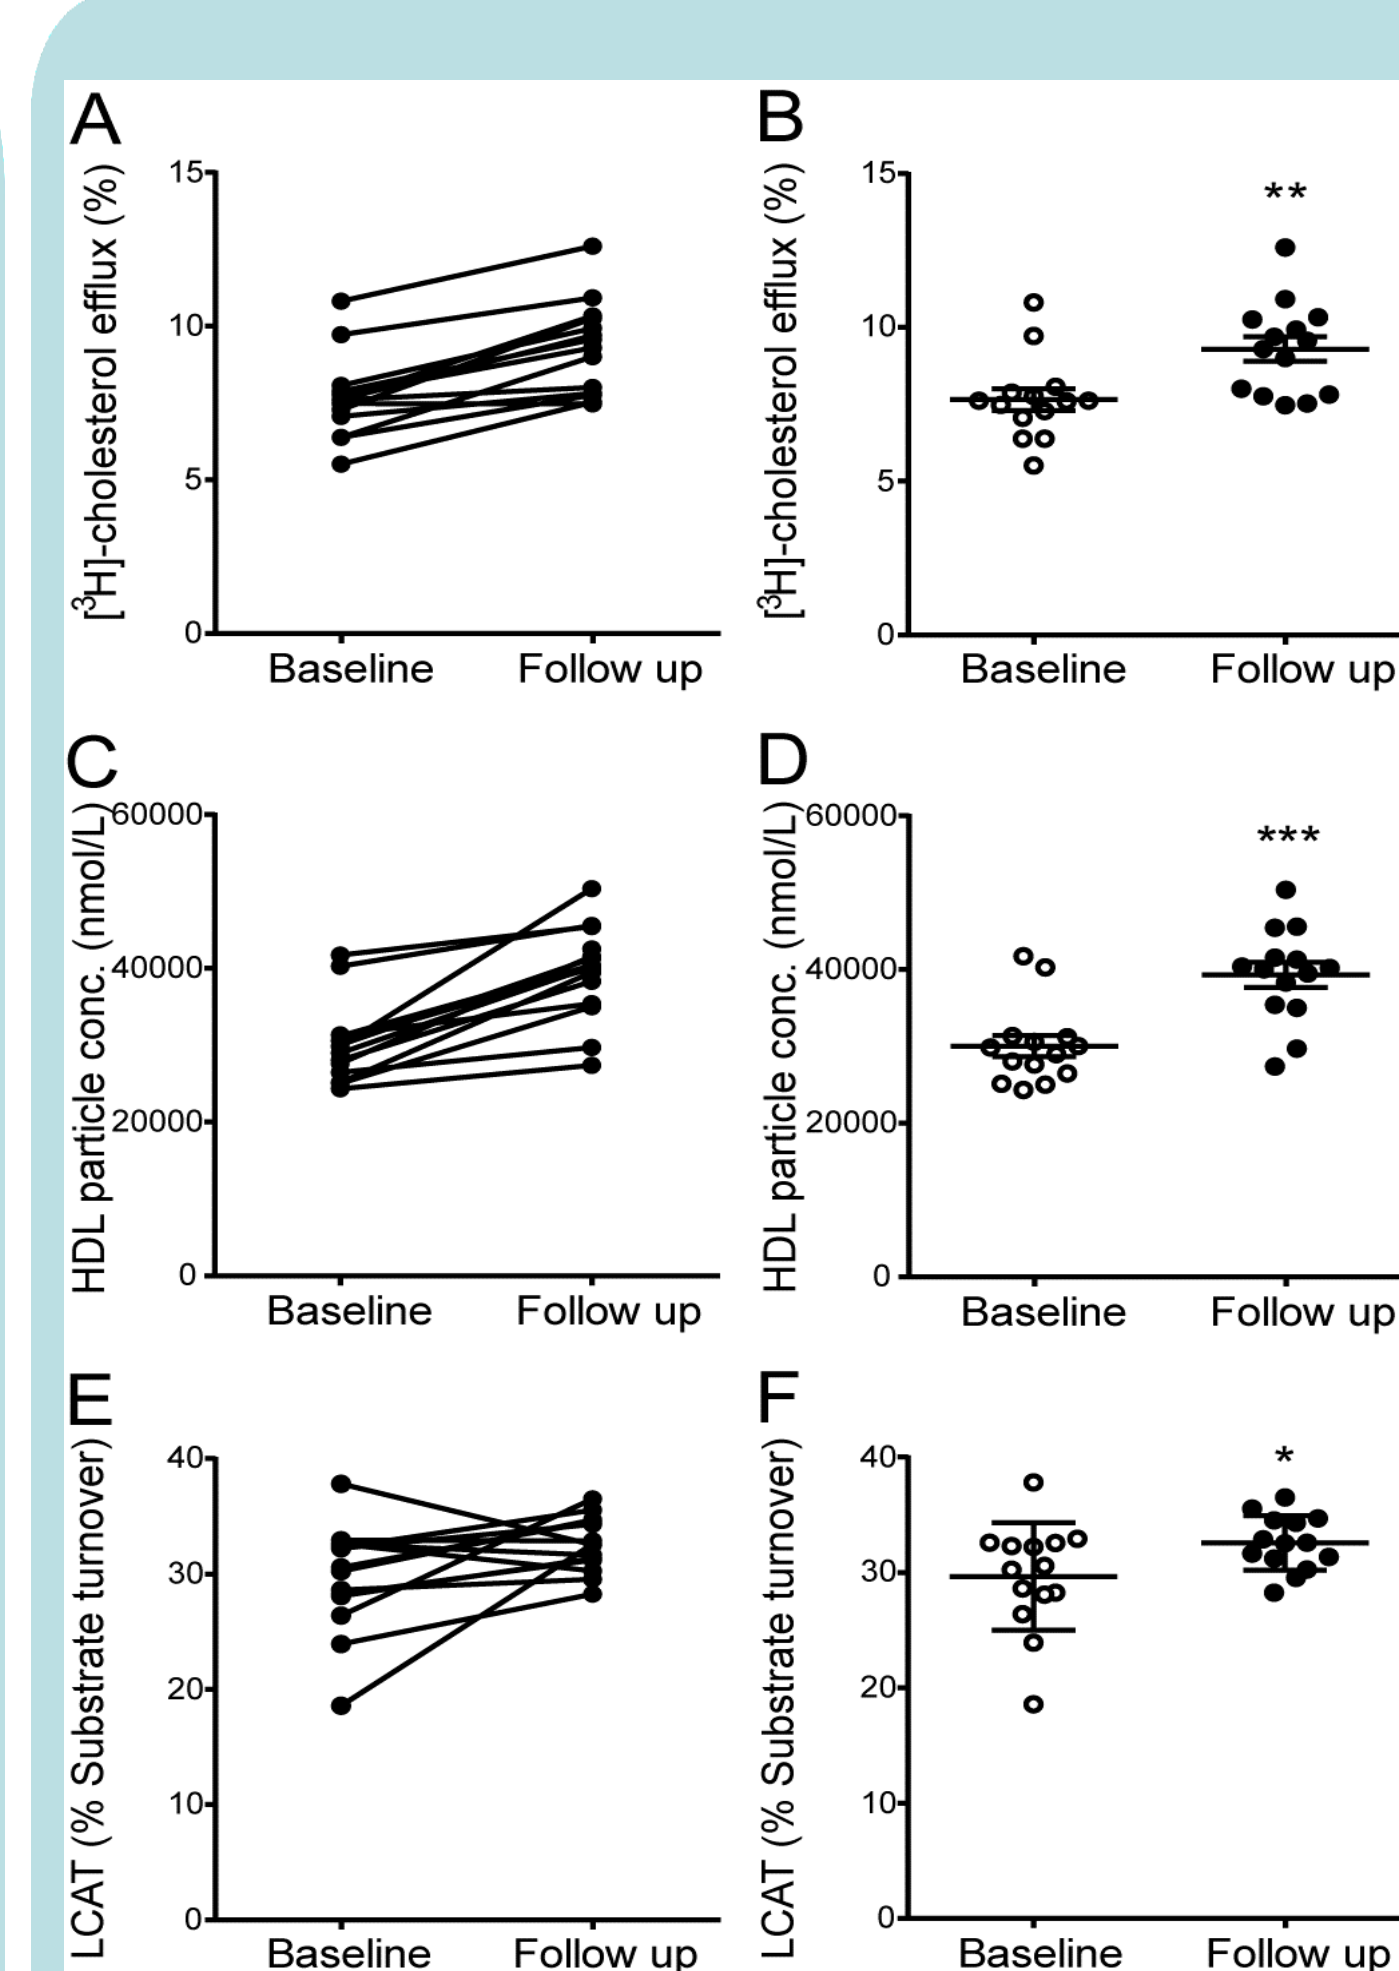 A
[³H]-cholesterol efflux (%)
15
10
5
0
Baseline
Follow up
B
[³H]-cholesterol efflux (%)
15
10
5
0
**
Baseline
Follow up
C
HDL particle conc. (nmol/L)
60000
40000
20000
0
Baseline
Follow up
D
HDL particle conc. (nmol/L)
60000
40000
20000
0
***
Baseline
Follow up
E
LCAT (% Substrate turnover)
40
30
20
10
0
Baseline
Follow up
F
LCAT (% Substrate turnover)
40
30
20
10
0
*
Baseline
Follow up